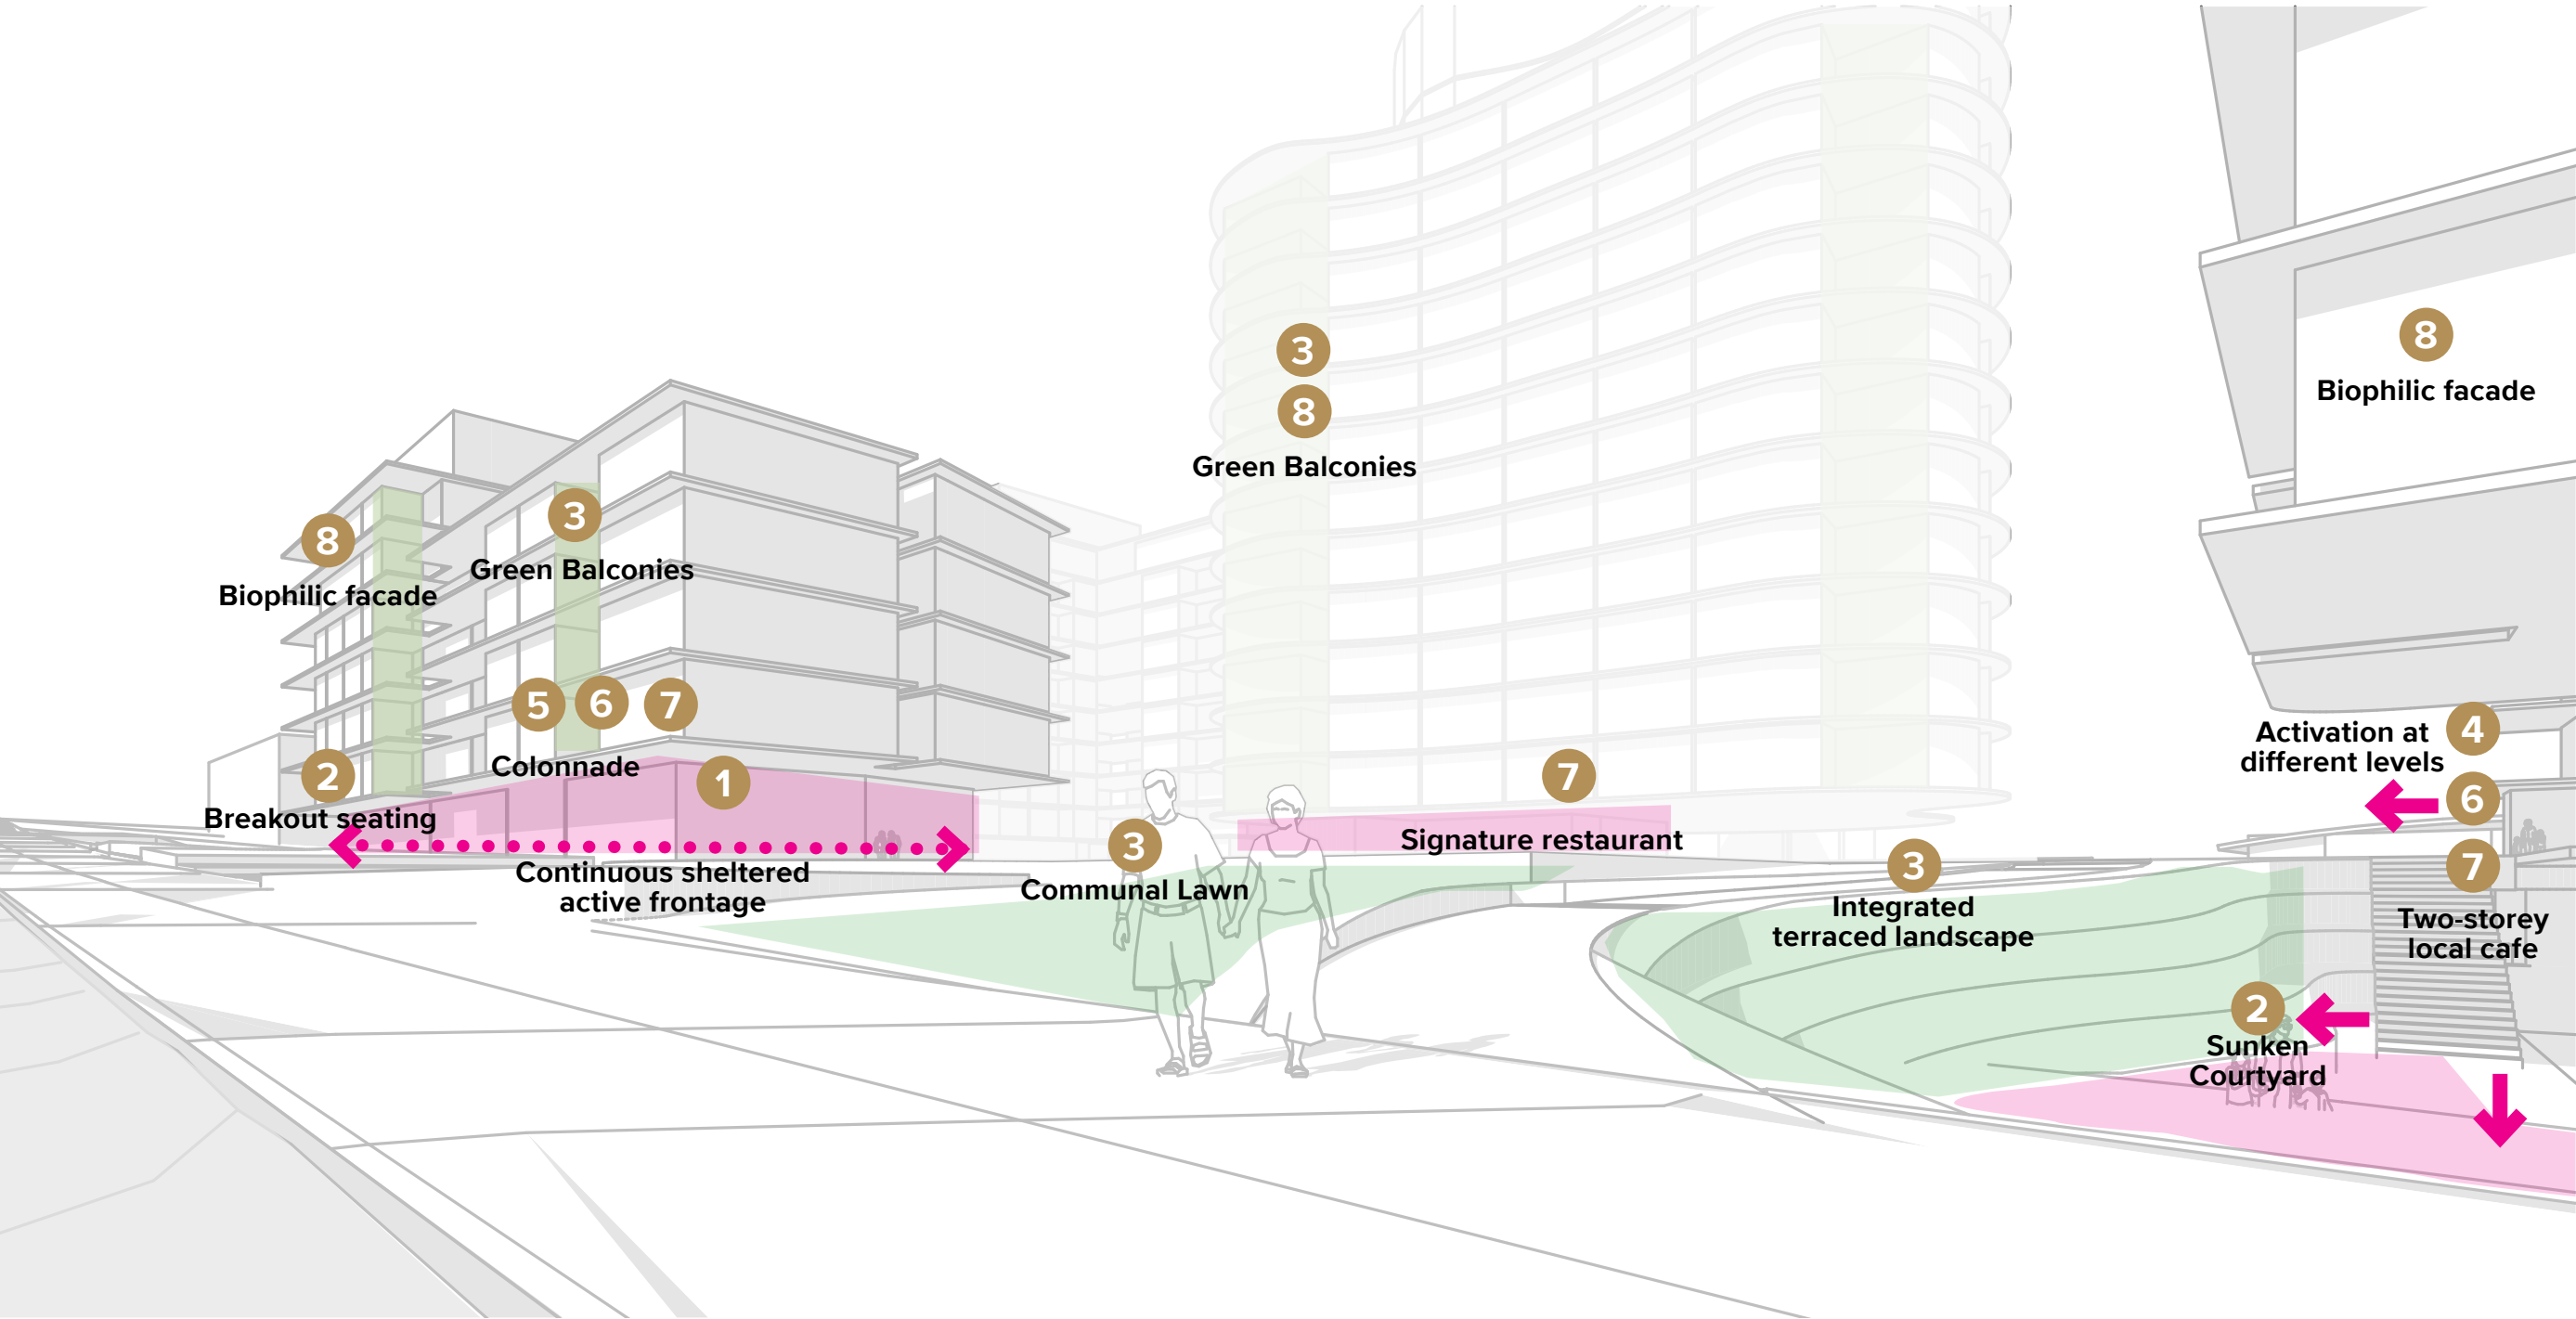 8
Biophilic facade
3
Green Balconies
5 6 7
Colonnade
2
Breakout seating
1
Continuous sheltered
active frontage
3
8
Green Balconies
3
Communal Lawn
7
Signature restaurant
3
Integrated
terraced landscape
8
Biophilic facade
Activation at
different levels
4
6
7
Two-storey
local cafe
2
Sunken
Courtyard